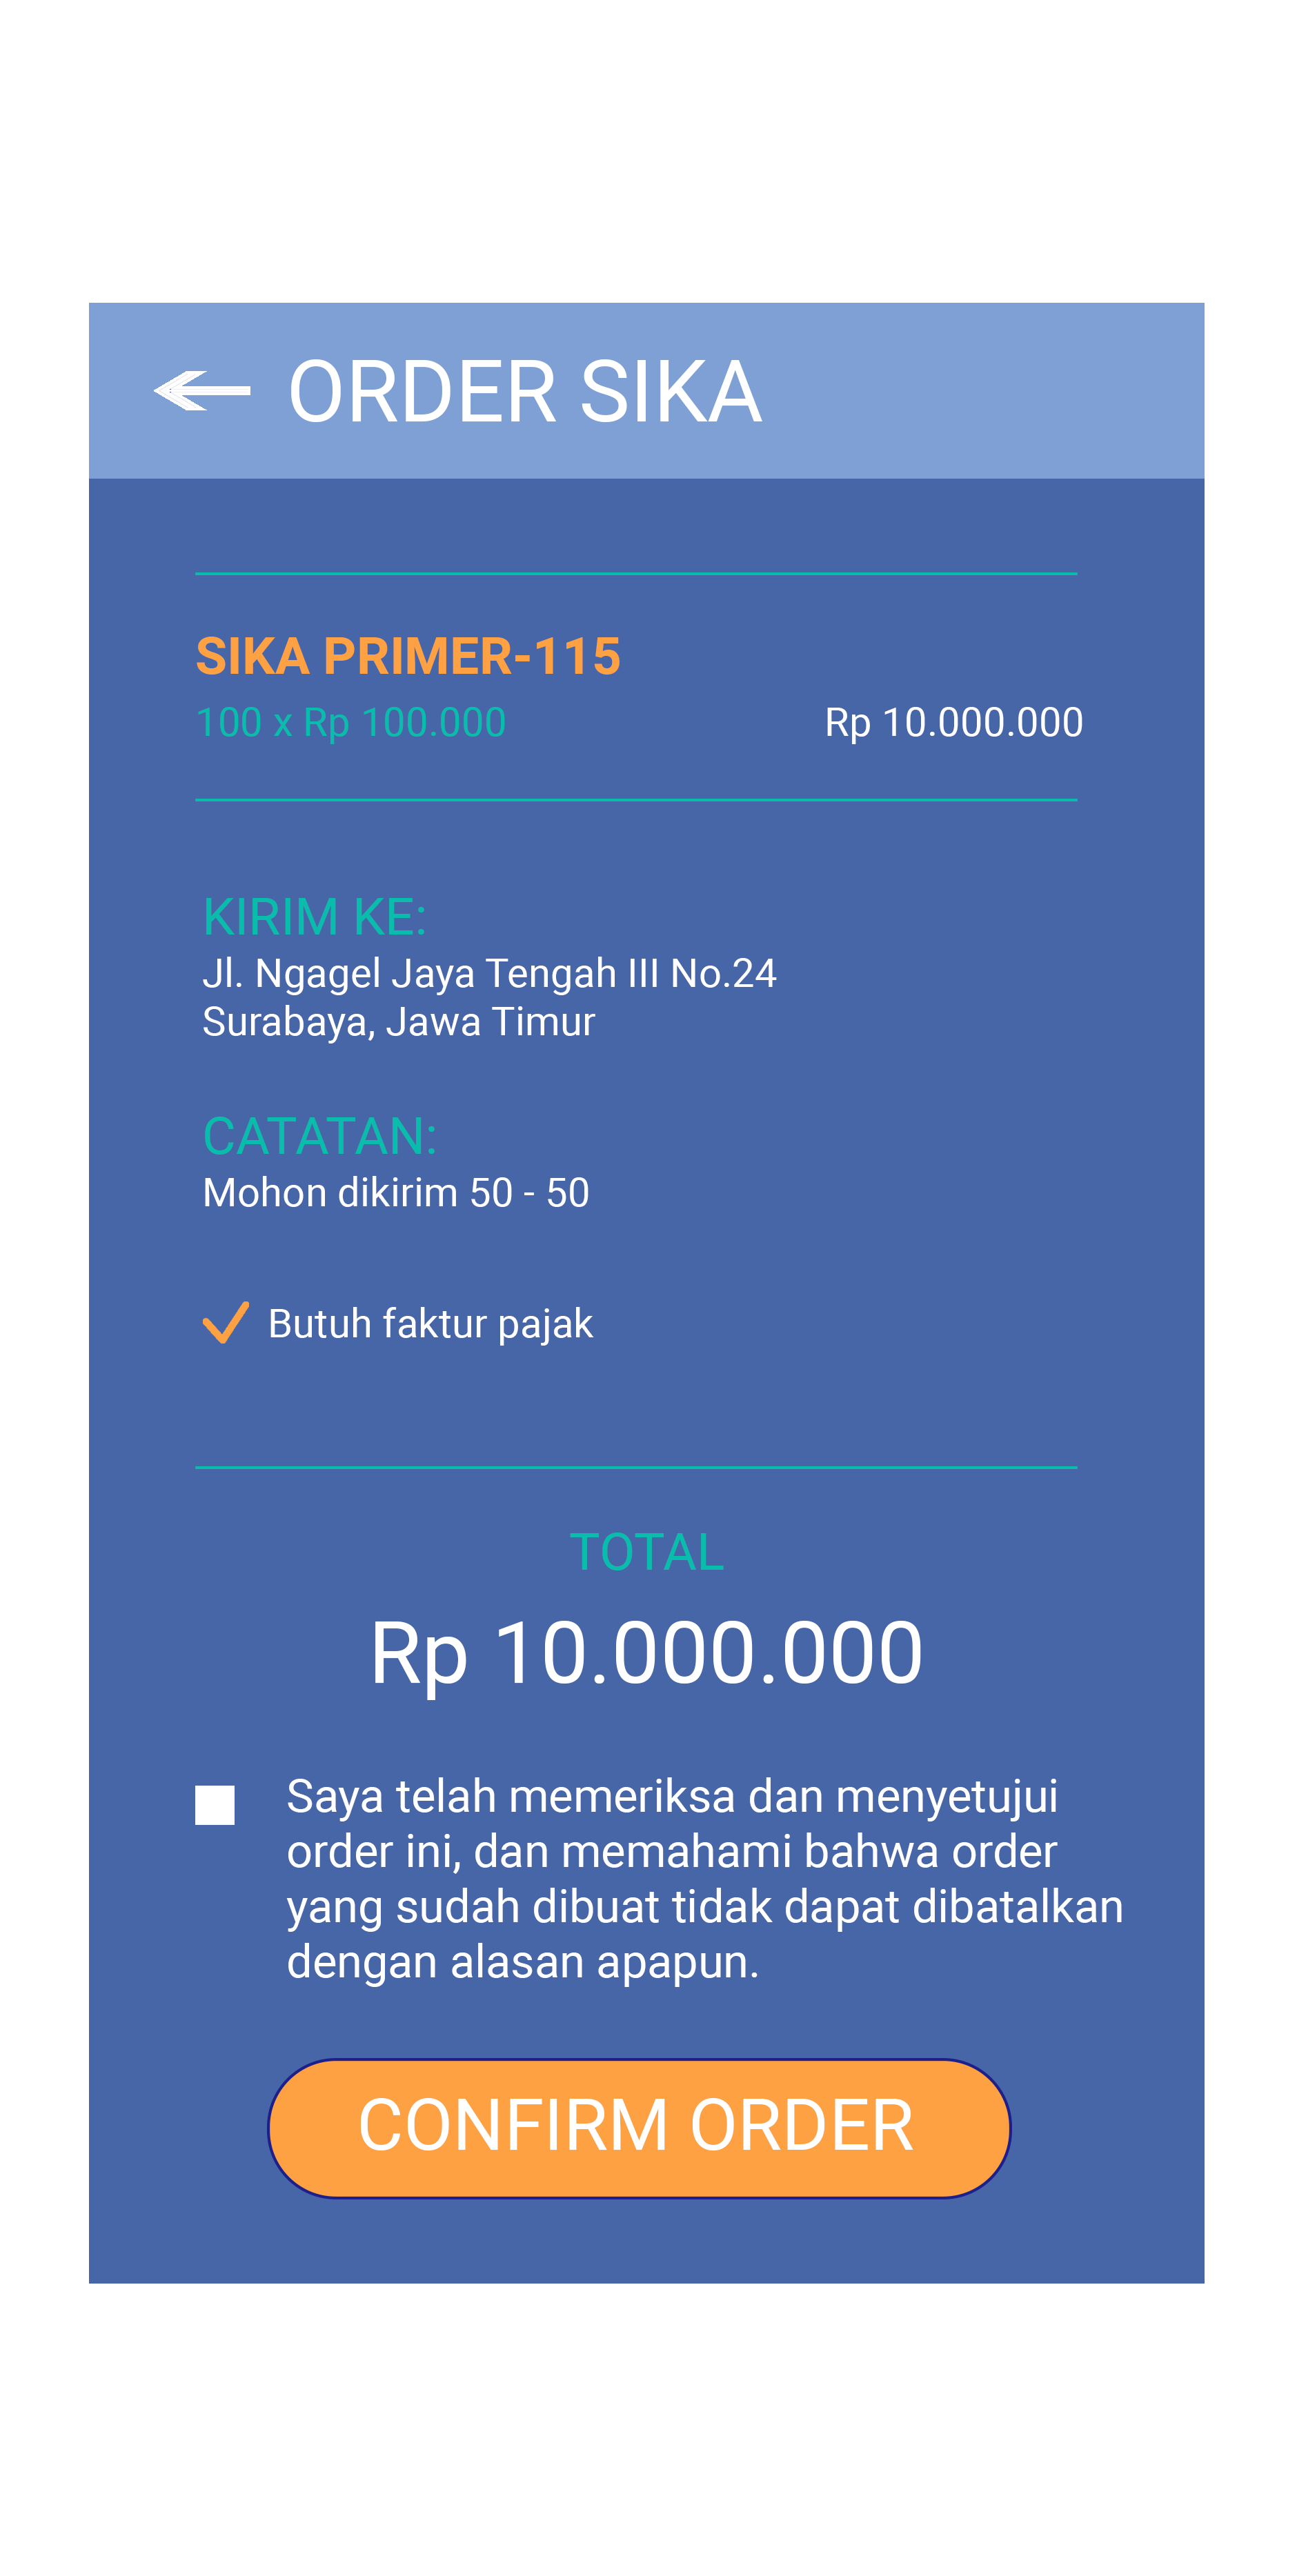 ORDER SIKA
SIKA PRIMER-115
100 x Rp 100.000 Rp 10.000.000
KIRIM KE:
Jl. Ngagel Jaya Tengah III No.24
Surabaya, Jawa Timur
CATATAN:
Mohon dikirim 50 - 50
Butuh faktur pajak
TOTAL
Rp 10.000.000
Saya telah memeriksa dan menyetujui
order ini, dan memahami bahwa order
yang sudah dibuat tidak dapat dibatalkan
dengan alasan apapun.
CONFIRM ORDER